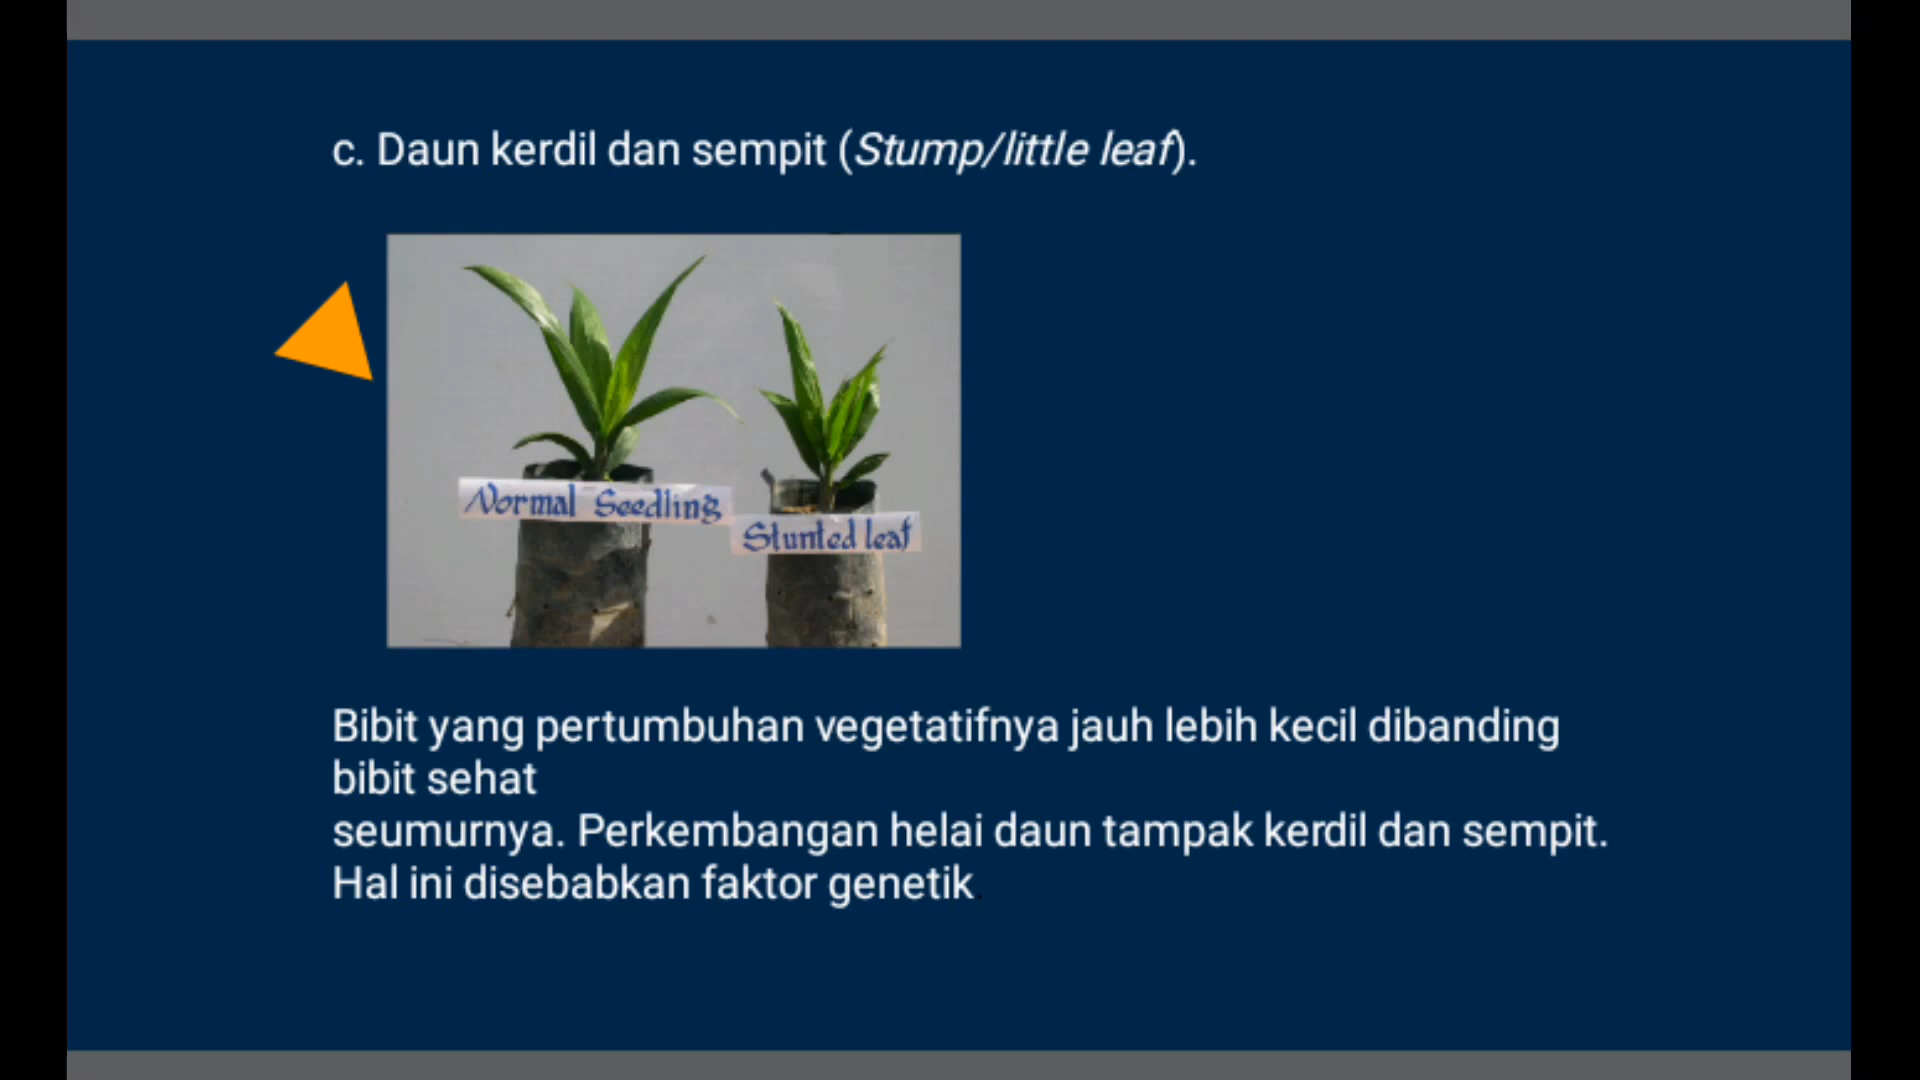 c. Daun kerdil dan sempit (Stump/little leaf).
Normal Seedling
Stunted leaf
Bibit yang pertumbuhan vegetatifnya jauh lebih kecil dibanding
bibit sehat
seumurnya. Perkembangan helai daun tampak kerdil dan sempit.
Hal ini disebabkan faktor genetik.